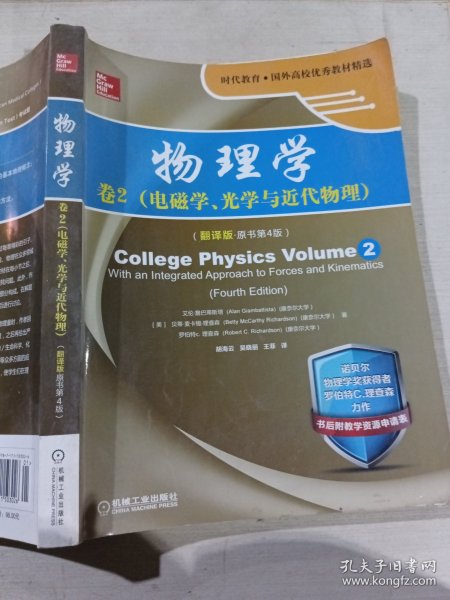 Mc
Graw
Hill
Education
时代教育·国外高校优秀教材精选
物理学
卷2（电磁学、光学与近代物理）
（翻译版·原书第4版）
College Physics Volume 2
With an Integrated Approach to Forces and Kinematics
(Fourth Edition)
艾伦·詹巴蒂斯塔 (Alan Giambattista)（康奈尔大学）
［美］ 贝蒂·麦卡锡·理查森 (Betty McCarthy Richardson)（康奈尔大学） 著
罗伯特C.理查森 (Robert C. Richardson)（康奈尔大学）
胡海云 吴晓丽 王菲 译
诺贝尔
物理学奖获得者
罗伯特C.理查森
力作
书后附教学资源申请表
机械工业出版社
CHINA MACHINE PRESS
Mc
Graw
Hill
Education
物理学
卷2（电磁学、光学与近代物理）
（翻译版·原书第4版）
机械工业出版社
CHINA MACHINE PRESS
孔夫子旧书网
www.kongfz.com